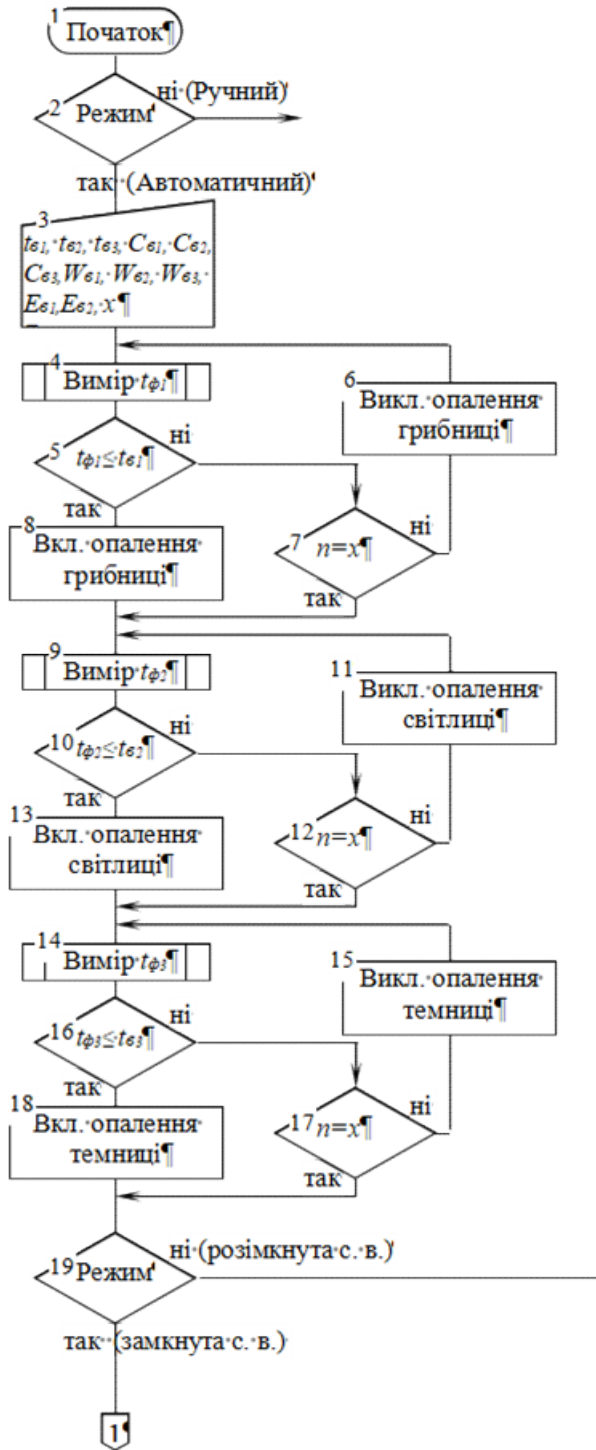 1
Початок¶
ні·(Ручний)
2 Режим
так··(Автоматичний)
3
tв1,·tв2,·tв3,·Cв1,·Cв2,
Cв3,Wв1,·Wв2,·Wв3,·
Eв1,Eв2,·x¶
4
Вимір·tф1¶
6
Викл.·опалення·
грибниці¶
ні
5 tф1≤·tв1¶
так
8
Вкл.·опалення·
грибниці¶
ні
7 n=x¶
так
9
Вимір·tф2¶
11
Викл.·опалення·
світлиці¶
ні
10 tф2≤·tв2¶
так
13
Вкл.·опалення·
світлиці¶
ні
12 n=x¶
так
14
Вимір·tф3¶
15
Викл.·опалення·
темниці¶
ні
16 tф3≤·tв3¶
так
18
Вкл.·опалення·
темниці¶
ні
17 n=x¶
так
ні·(розімкнута·с.·в.)
19 Режим
так··(замкнута·с.·в.)
1¶